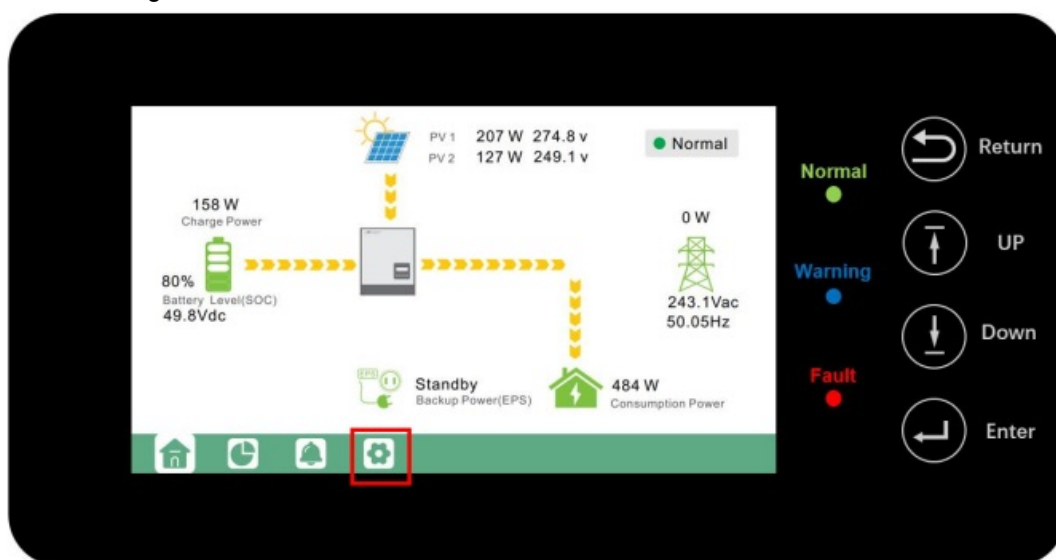 PV 1 207 W 274.8 v
PV 2 127 W 249.1 v
Normal
158 W
Charge Power
80%
Battery Level(SOC)
49.8Vdc
0 W
243.1Vac
50.05Hz
EPS
Standby
Backup Power(EPS)
484 W
Consumption Power
Normal
Warning
Fault
Return
UP
Down
Enter